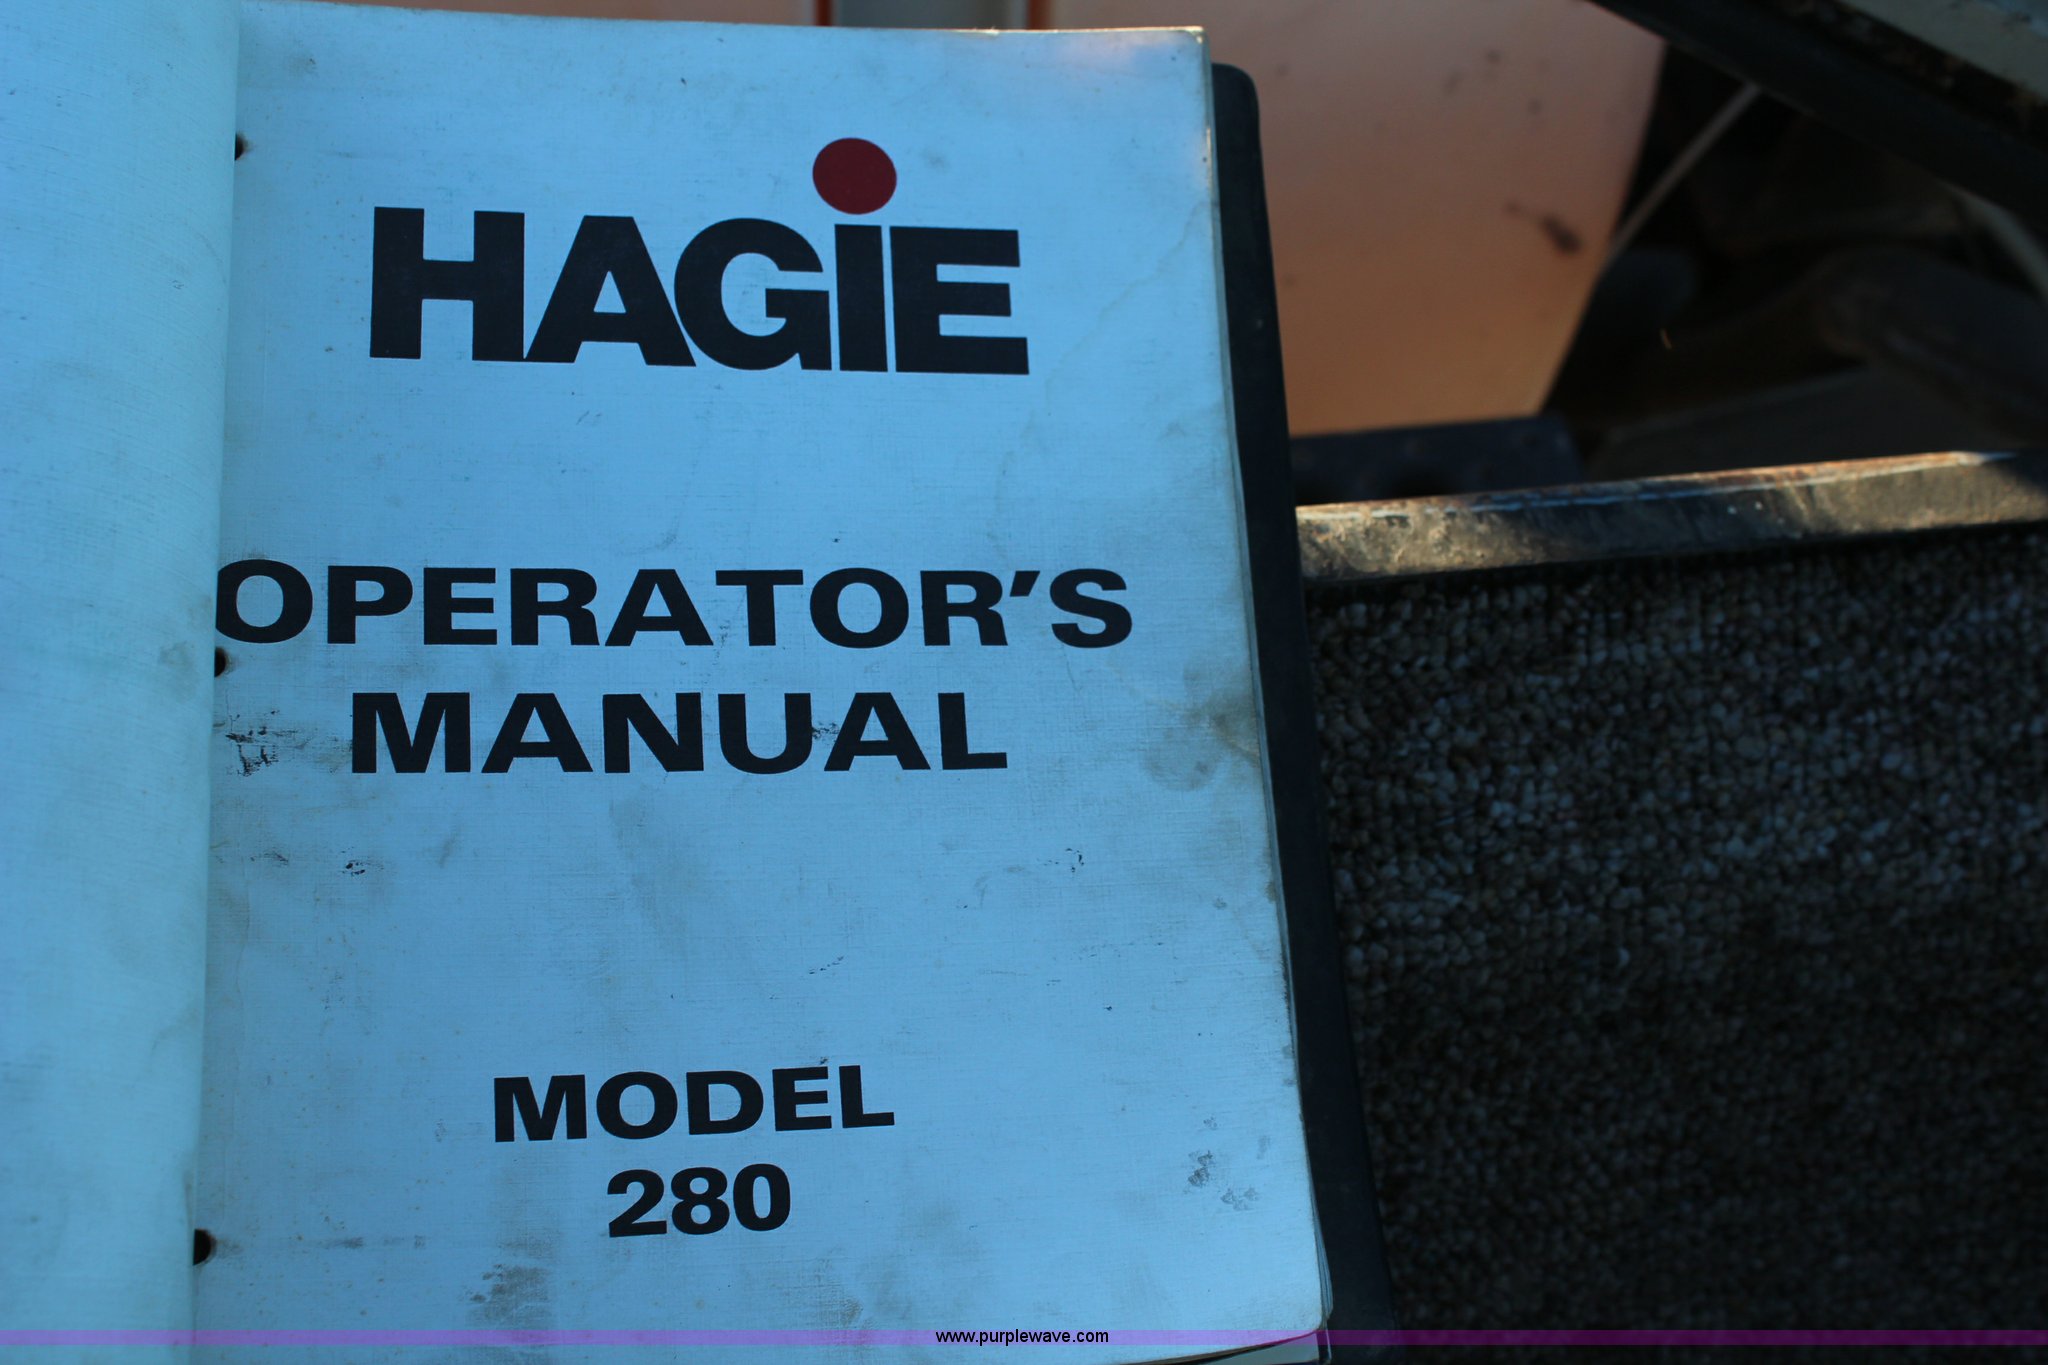 HAGiE
OPERATOR'S
MANUAL
MODEL
280
www.purplewave.com